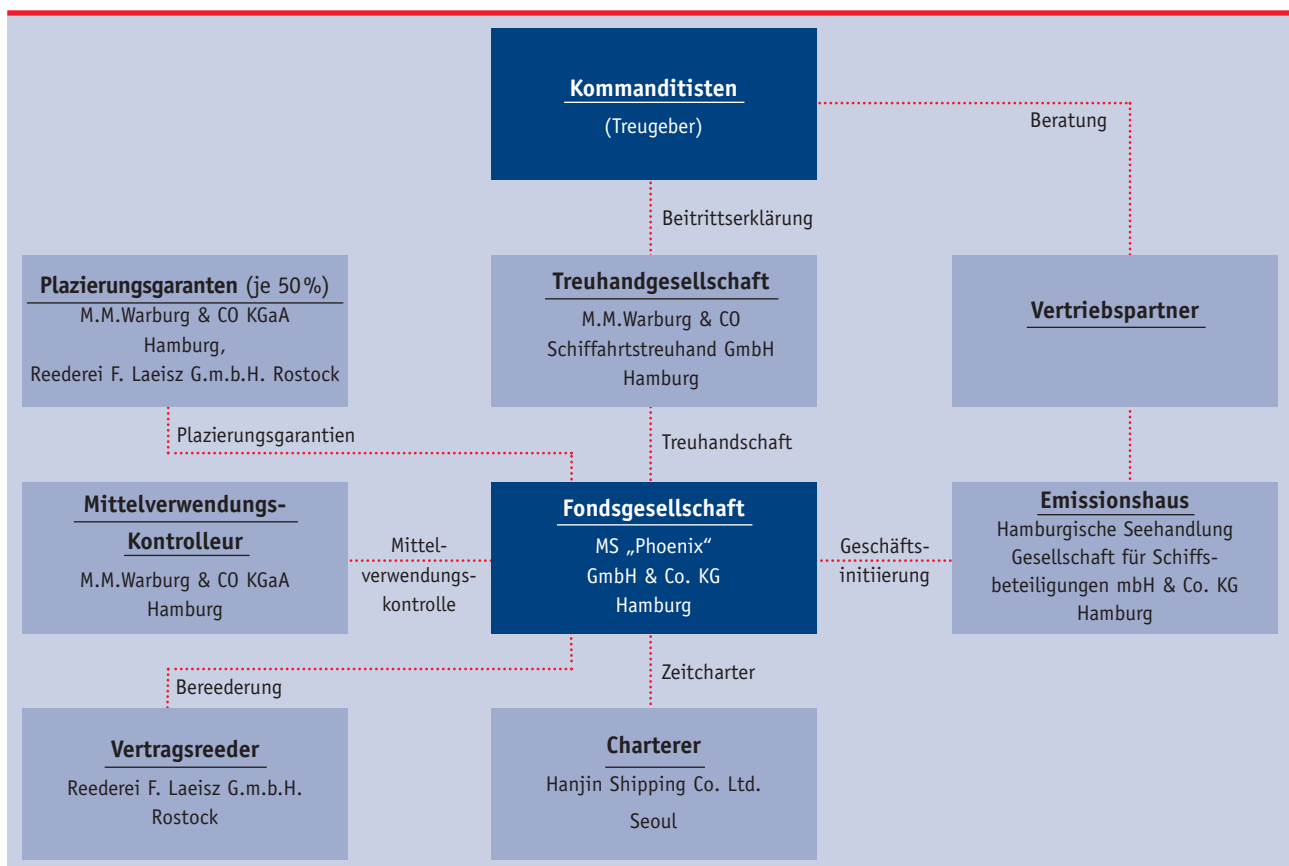 Kommanditisten
(Treugeber)
Beratung
Beitrittserklärung
Plazierungsgaranten (je 50%)
M.M.Warburg & CO KGaA
Hamburg,
Reederei F. Laeisz G.m.b.H. Rostock
Treuhandgesellschaft
M.M.Warburg & CO
Schiffahrtstreuhand GmbH
Hamburg
Vertriebspartner
Plazierungsgarantien
Treuhandschaft
Mittelverwendungs-
Kontrolleur
M.M.Warburg & CO KGaA
Hamburg
Mittel-
verwendungs-
kontrolle
Fondsgesellschaft
MS „Phoenix“
GmbH & Co. KG
Hamburg
Geschäfts-
initiierung
Emissionshaus
Hamburgische Seehandlung
Gesellschaft für Schiffs-
beteiligungen mbH & Co. KG
Hamburg
Bereederung
Zeitcharter
Vertragsreeder
Reederei F. Laeisz G.m.b.H.
Rostock
Charterer
Hanjin Shipping Co. Ltd.
Seoul